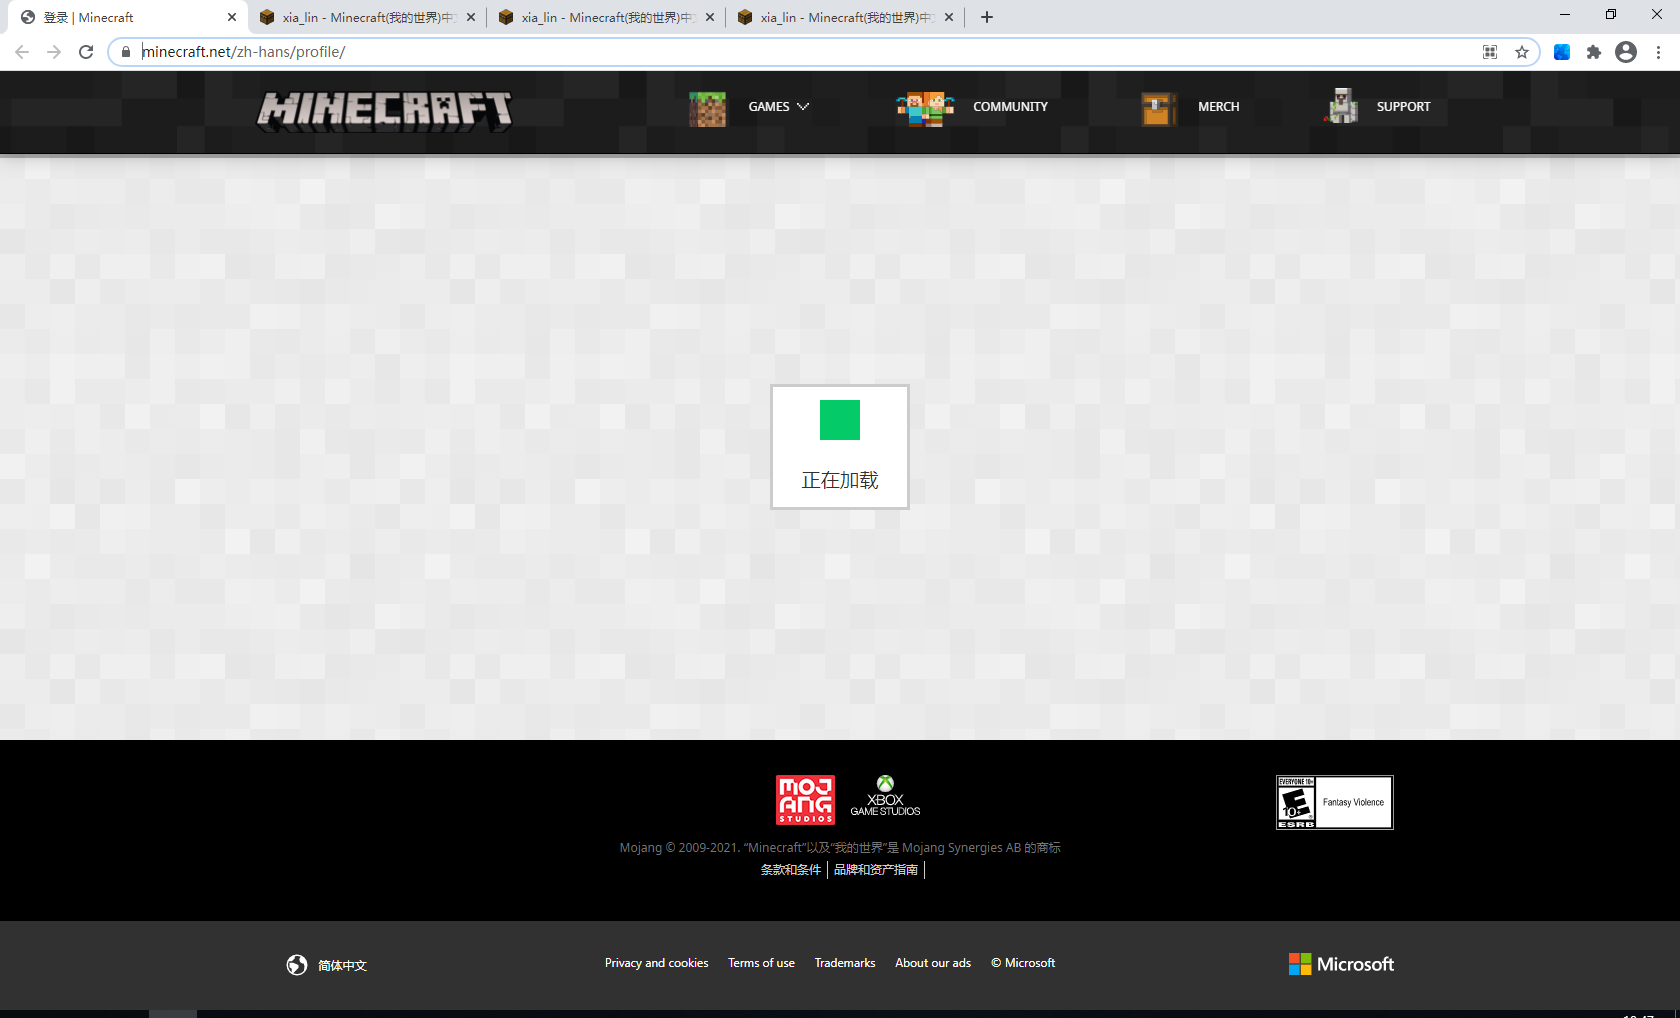 登录 | Minecraft
xia_lin - Minecraft(我的世界)中
xia_lin - Minecraft(我的世界)中
xia_lin - Minecraft(我的世界)中
minecraft.net/zh-hans/profile/
MINECRAFT
GAMES
COMMUNITY
MERCH
SUPPORT
正在加载
MOJANG STUDIOS
XBOX GAME STUDIOS
EVERYONE 10+
E 10+
ESRB
Fantasy Violence
Mojang © 2009-2021. “Minecraft”以及“我的世界”是 Mojang Synergies AB 的商标
条款和条件 | 品牌和资产指南 |
简体中文
Privacy and cookies Terms of use Trademarks About our ads © Microsoft
Microsoft